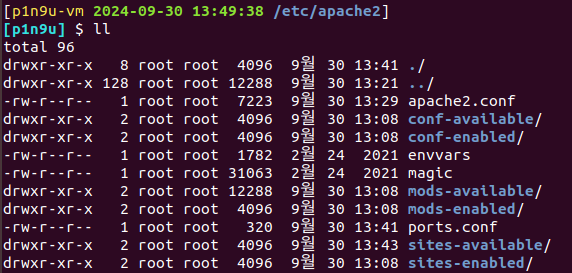 [p1n9u-vm 2024-09-30 13:49:38 /etc/apache2]
[p1n9u] $ ll
total 96
drwxr-xr-x   8 root root  4096  9월 30 13:41 ./
drwxr-xr-x 128 root root 12288  9월 30 13:21 ../
-rw-r--r--   1 root root  7223  9월 30 13:29 apache2.conf
drwxr-xr-x   2 root root  4096  9월 30 13:08 conf-available/
drwxr-xr-x   2 root root  4096  9월 30 13:08 conf-enabled/
-rw-r--r--   1 root root  1782  2월 24  2021 envvars
-rw-r--r--   1 root root 31063  2월 24  2021 magic
drwxr-xr-x   2 root root 12288  9월 30 13:08 mods-available/
drwxr-xr-x   2 root root  4096  9월 30 13:08 mods-enabled/
-rw-r--r--   1 root root   320  9월 30 13:41 ports.conf
drwxr-xr-x   2 root root  4096  9월 30 13:43 sites-available/
drwxr-xr-x   2 root root  4096  9월 30 13:08 sites-enabled/